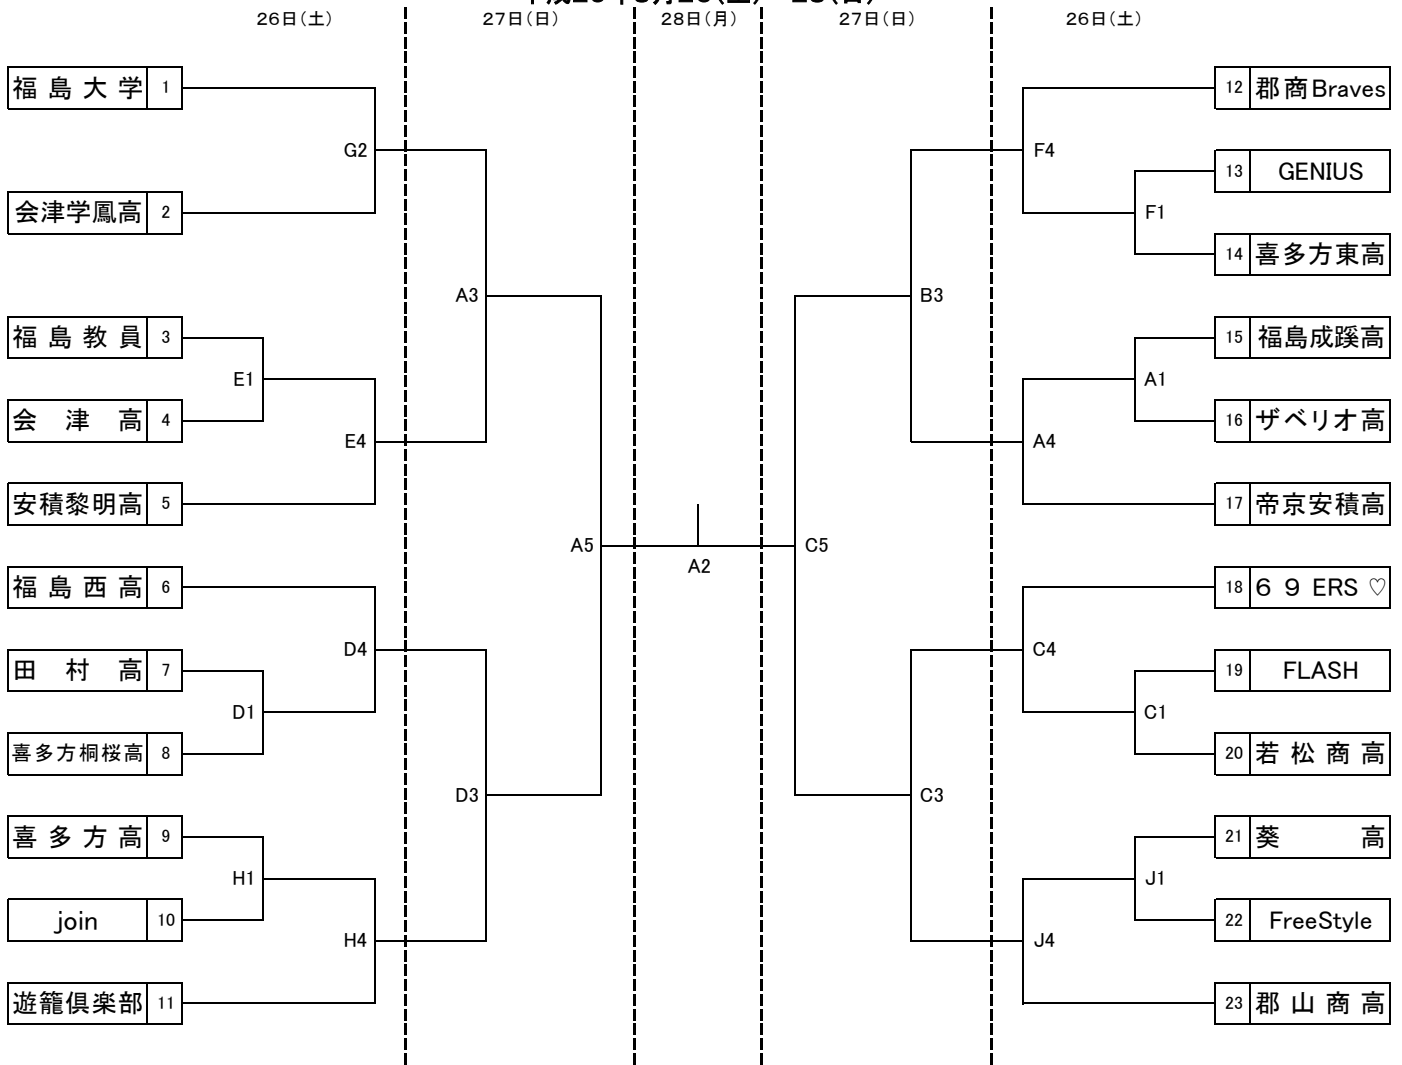 26日(土) 27日(日) 28日(月) 27日(日) 26日(土)
福島大学 1
G2
会津学鳳高 2
A3
福島教員 3
E1
会津高 4
E4
安積黎明高 5
A5
福島西高 6
D4
田村高 7
D1
喜多方桐桜高 8
D3
喜多方高 9
H1
join 10
H4
遊籠倶楽部 11
A2
12 郡商Braves
F4
13 GENIUS
F1
14 喜多方東高
B3
15 福島成蹊高
A1
16 ザベリオ高
A4
17 帝京安積高
C5
18 69ERS♡
C4
19 FLASH
C1
20 若松商高
C3
21 葵高
J1
22 FreeStyle
J4
23 郡山商高